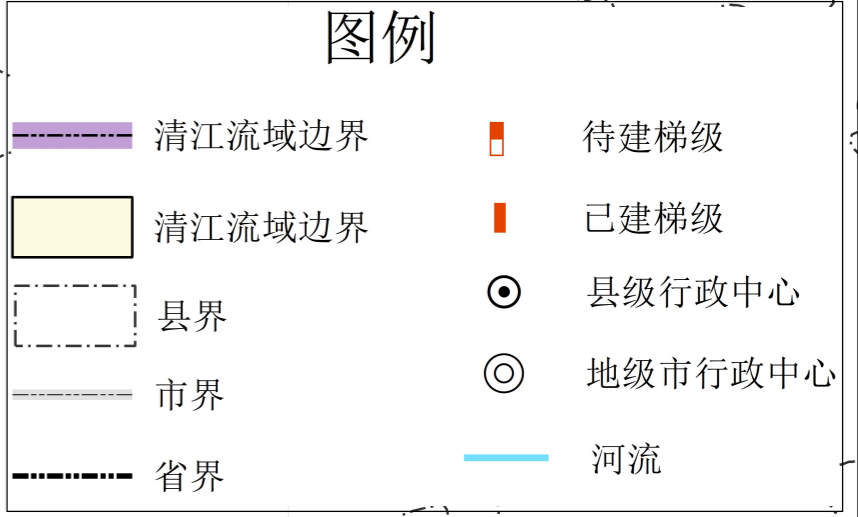 图例
清江流域边界
清江流域边界
县界
市界
省界
待建梯级
已建梯级
县级行政中心
地级市行政中心
河流